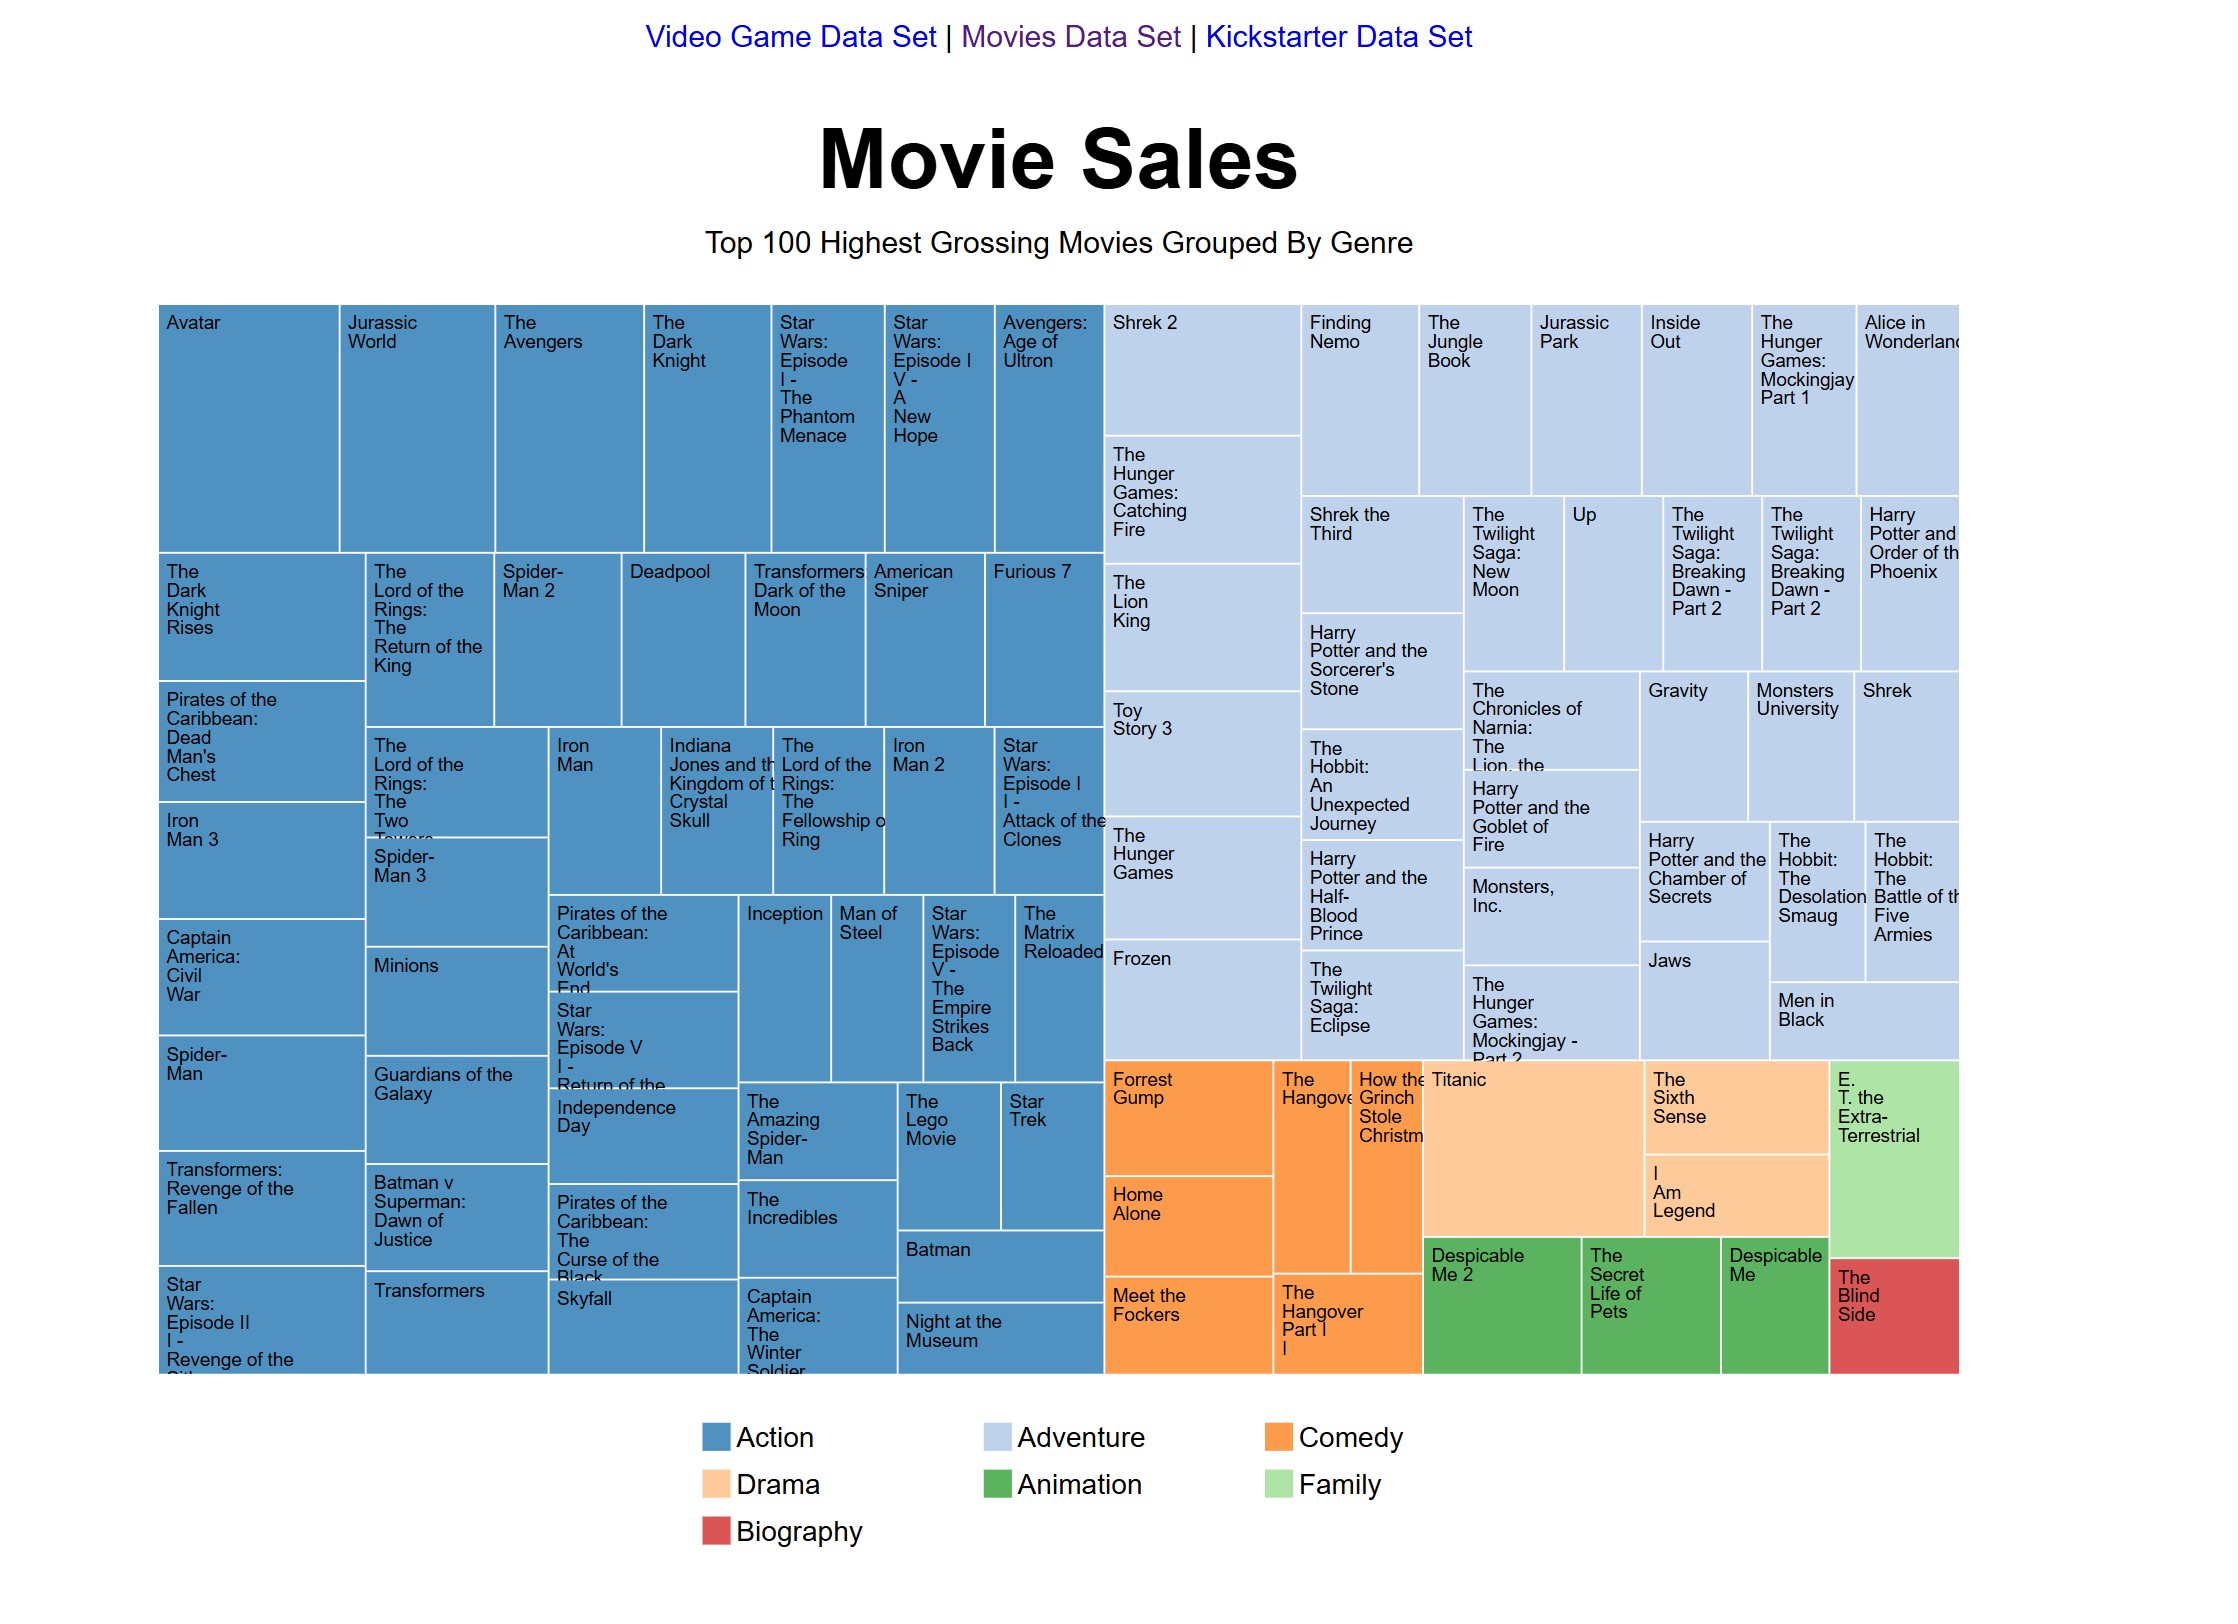 Video Game Data Set | Movies Data Set | Kickstarter Data Set
Movie Sales
Top 100 Highest Grossing Movies Grouped By Genre
Avatar
Jurassic
World
The
Avengers
The
Dark
Knight
Star
Wars:
Episode
I -
The
Phantom
Menace
Star
Wars:
Episode I
V -
A
New
Hope
Avengers:
Age of
Ultron
The
Dark
Knight
Rises
Pirates of the
Caribbean:
Dead
Man's
Chest
Iron
Man 3
Captain
America:
Civil
War
Spider-
Man
Transformers:
Revenge of the
Fallen
Star
Wars:
Episode II
I -
Revenge of the
The
Lord of the
Rings:
The
Return of the
King
Spider-
Man 2
Deadpool
Transformers:
Dark of the
Moon
American
Sniper
Furious 7
The
Lord of the
Rings:
The
Two
Towers
Spider-
Man 3
Minions
Guardians of the
Galaxy
Batman v
Superman:
Dawn of
Justice
Transformers
Iron
Man
Indiana
Jones and th
Kingdom of t
Crystal
Skull
The
Lord of the
Rings:
The
Fellowship o
Ring
Iron
Man 2
Star
Wars:
Episode I
I -
Attack of the
Clones
Pirates of the
Caribbean:
At
World's
End
Star
Wars:
Episode V
I -
Return of the
Independence
Day
Pirates of the
Caribbean:
The
Curse of the
Black
Skyfall
Inception
Man of
Steel
Star
Wars:
Episode
V -
The
Empire
Strikes
Back
The
Matrix
Reloaded
The
Amazing
Spider-
Man
The
Incredibles
Captain
America:
The
Winter
Soldier
The
Lego
Movie
Star
Trek
Batman
Night at the
Museum
Shrek 2
The
Hunger
Games:
Catching
Fire
The
Lion
King
Toy
Story 3
The
Hunger
Games
Frozen
Finding
Nemo
The
Jungle
Book
Jurassic
Park
Inside
Out
The
Hunger
Games:
Mockingjay
Part 1
Alice in
Wonderland
Shrek the
Third
Harry
Potter and the
Sorcerer's
Stone
The
Hobbit:
An
Unexpected
Journey
Harry
Potter and the
Half-
Blood
Prince
The
Twilight
Saga:
Eclipse
The
Twilight
Saga:
New
Moon
Up
The
Twilight
Saga:
Breaking
Dawn -
Part 2
The
Twilight
Saga:
Breaking
Dawn -
Part 2
Harry
Potter and
Order of th
Phoenix
The
Chronicles of
Narnia:
The
Lion, the
Harry
Potter and the
Goblet of
Fire
Monsters,
Inc.
The
Hunger
Games:
Mockingjay -
Part 2
Gravity
Monsters
University
Shrek
Harry
Potter and the
Chamber of
Secrets
Jaws
The
Hobbit:
The
Desolation
Smaug
The
Hobbit:
The
Battle of th
Five
Armies
Men in
Black
Forrest
Gump
Home
Alone
Meet the
Fockers
The
Hangove
How the
Grinch
Stole
Christm
The
Hangover
Part I
I
Titanic
The
Sixth
Sense
I
Am
Legend
E.
T. the
Extra-
Terrestrial
Despicable
Me 2
The
Secret
Life of
Pets
Despicable
Me
The
Blind
Side
Action
Adventure
Comedy
Drama
Animation
Family
Biography